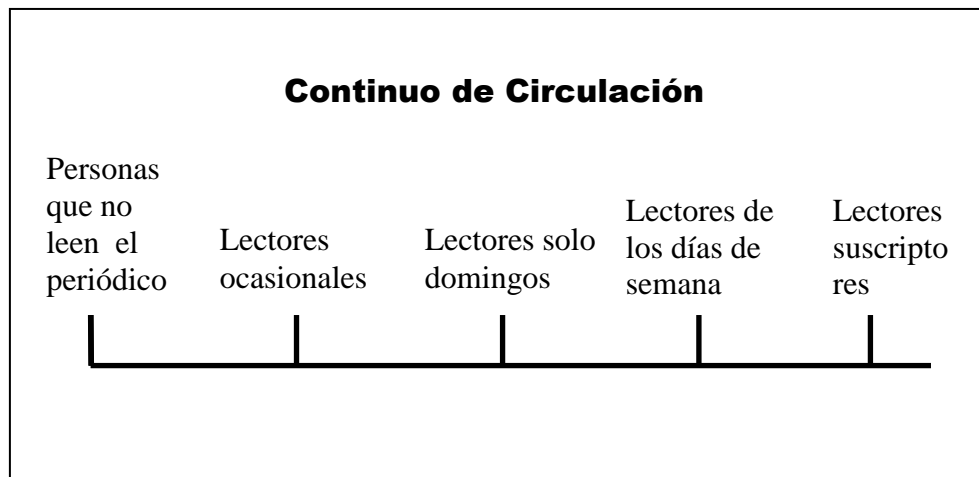 Continuo de Circulación
Personas
que no
leen el
periódico
Lectores
ocasionales
Lectores solo
domingos
Lectores de
los días de
semana
Lectores
suscripto
res